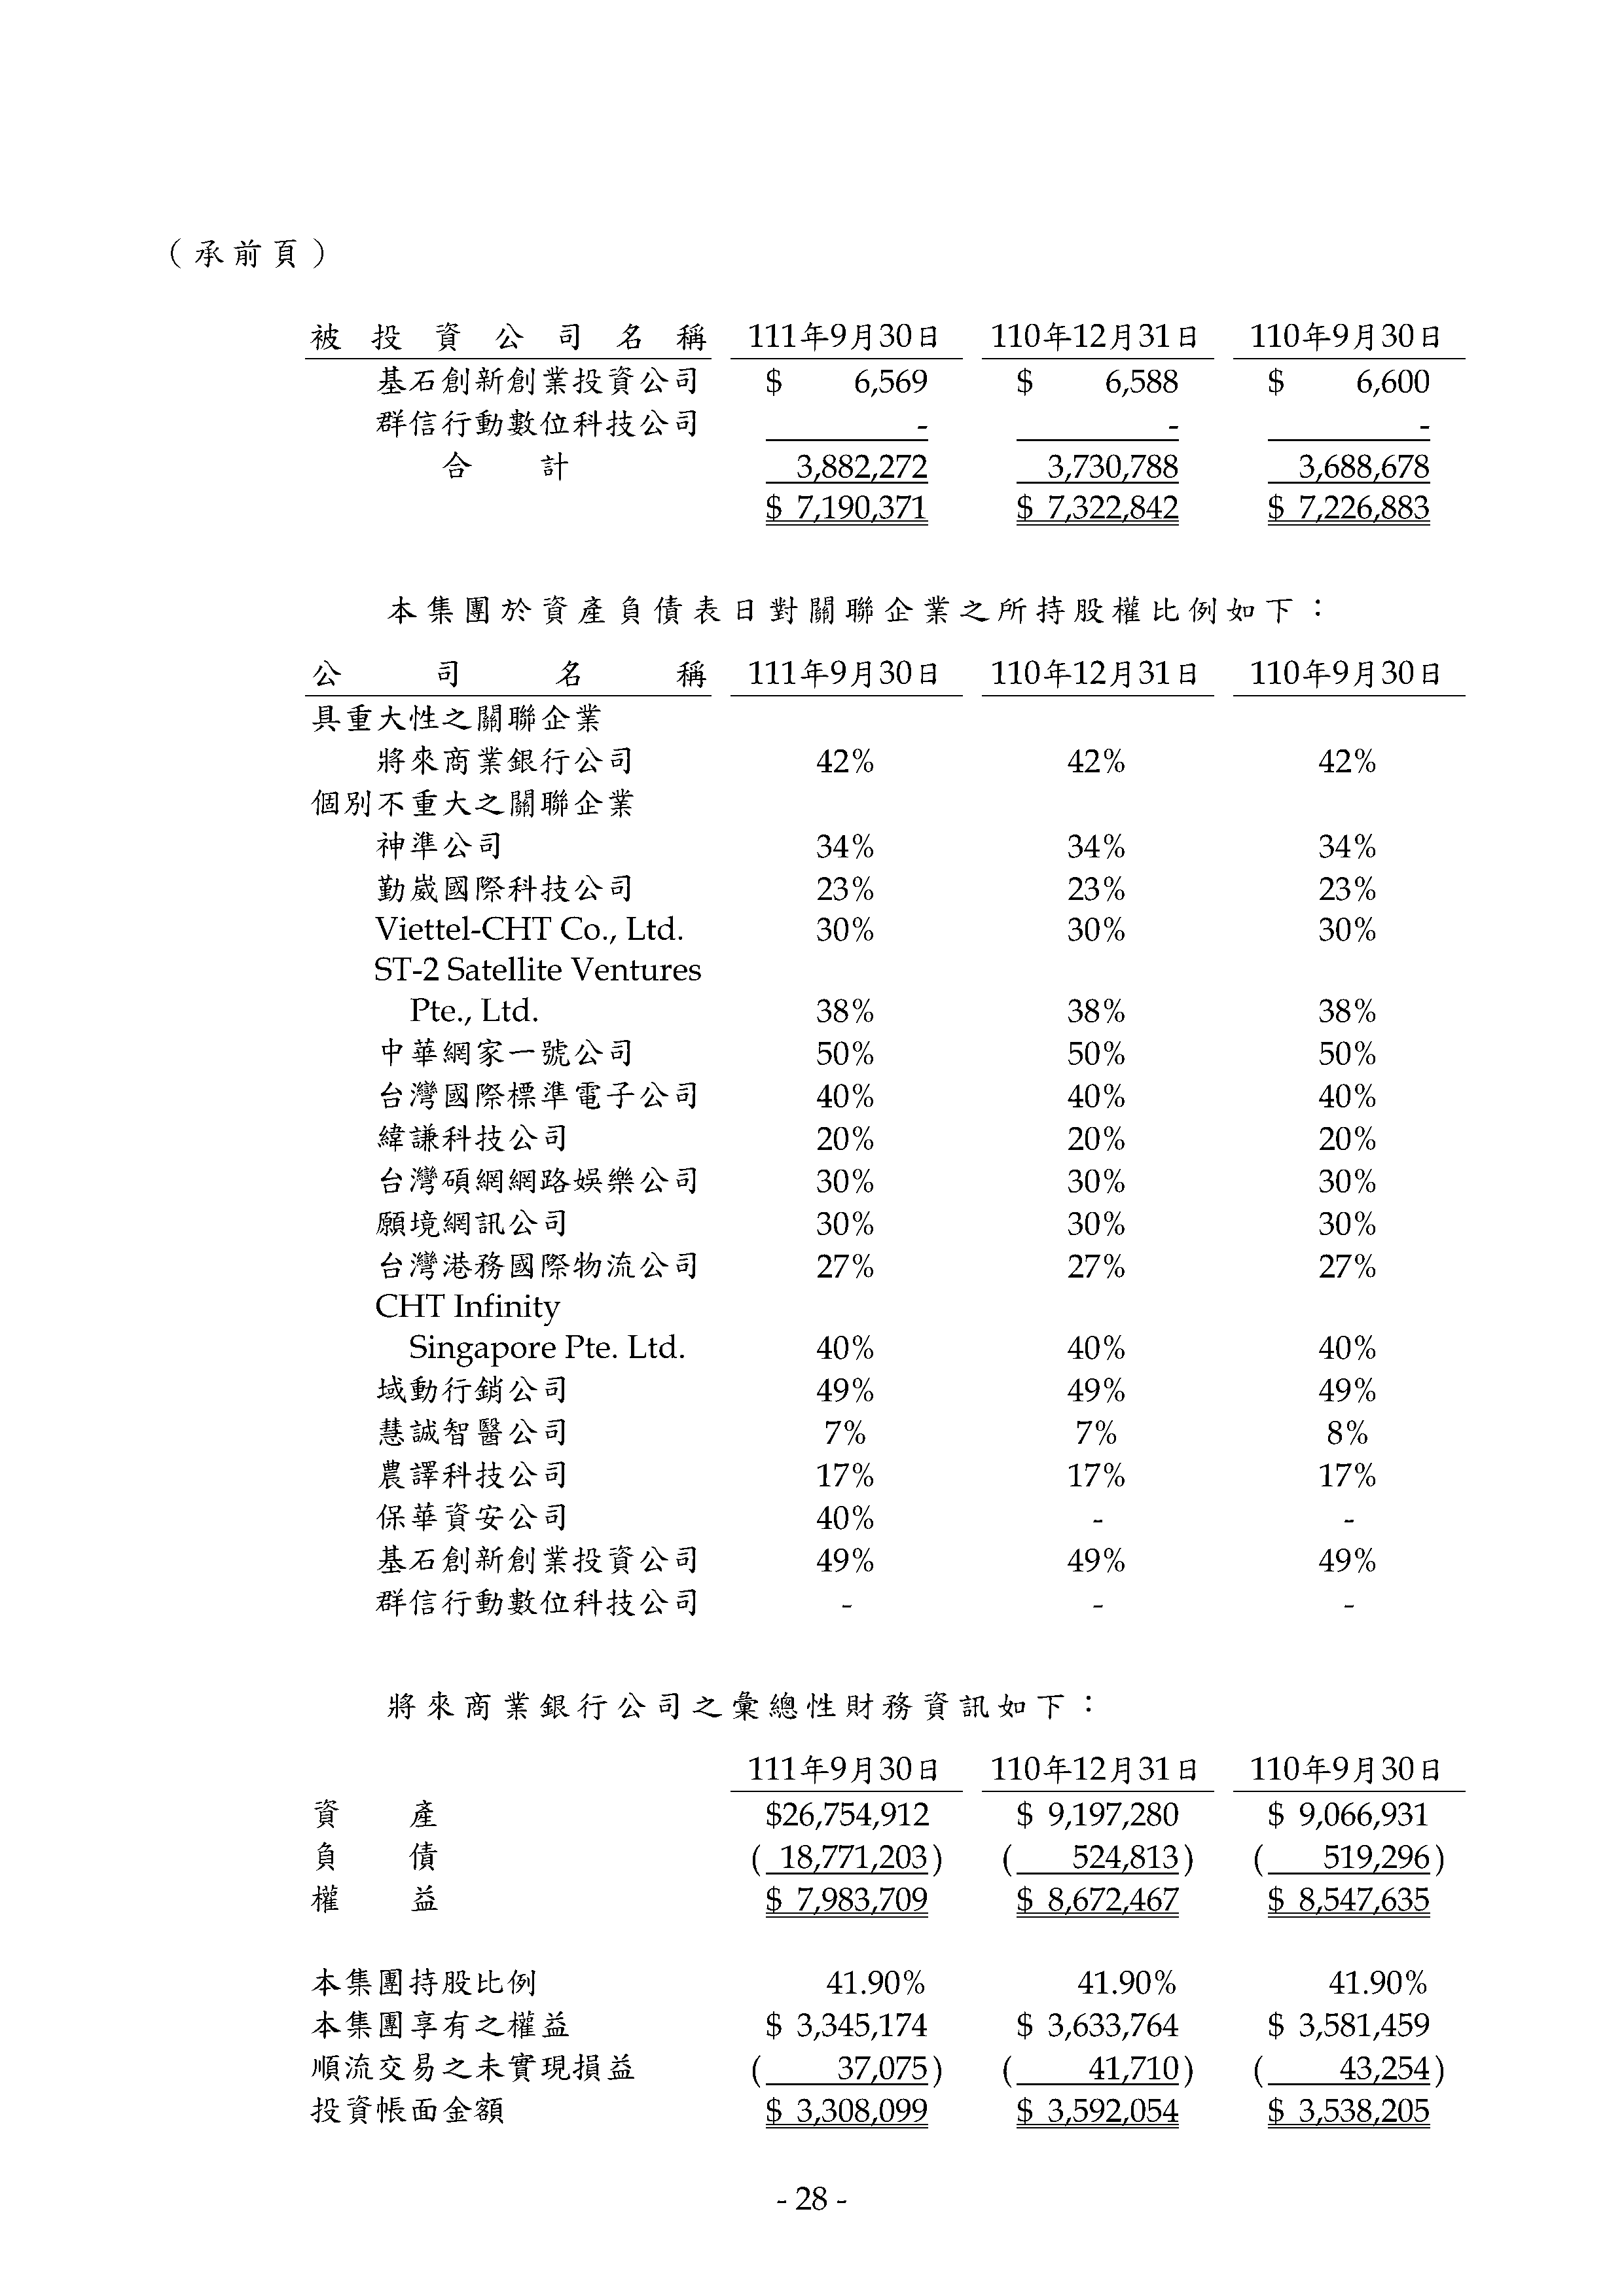 （承前頁）
被投資公司名稱 111年9月30日 110年12月31日 110年9月30日
基石創新創業投資公司 $ 6,569 $ 6,588 $ 6,600
群信行動數位科技公司 - - -
合計 3,882,272 3,730,788 3,688,678
$ 7,190,371 $ 7,322,842 $ 7,226,883
本集團於資產負債表日對關聯企業之所持股權比例如下：
公司名稱 111年9月30日 110年12月31日 110年9月30日
具重大性之關聯企業
將來商業銀行公司 42% 42% 42%
個別不重大之關聯企業
神準公司 34% 34% 34%
勤崴國際科技公司 23% 23% 23%
Viettel-CHT Co., Ltd. 30% 30% 30%
ST-2 Satellite Ventures
Pte., Ltd. 38% 38% 38%
中華網家一號公司 50% 50% 50%
台灣國際標準電子公司 40% 40% 40%
緯謙科技公司 20% 20% 20%
台灣碩網網路娛樂公司 30% 30% 30%
願境網訊公司 30% 30% 30%
台灣港務國際物流公司 27% 27% 27%
CHT Infinity
Singapore Pte. Ltd. 40% 40% 40%
域動行銷公司 49% 49% 49%
慧誠智醫公司 7% 7% 8%
農譯科技公司 17% 17% 17%
保華資安公司 40% - -
基石創新創業投資公司 49% 49% 49%
群信行動數位科技公司 - - -
將來商業銀行公司之彙總性財務資訊如下：
111年9月30日 110年12月31日 110年9月30日
資產 $26,754,912 $ 9,197,280 $ 9,066,931
負債 ( 18,771,203) ( 524,813) ( 519,296)
權益 $ 7,983,709 $ 8,672,467 $ 8,547,635
本集團持股比例 41.90% 41.90% 41.90%
本集團享有之權益 $ 3,345,174 $ 3,633,764 $ 3,581,459
順流交易之未實現損益 ( 37,075) ( 41,710) ( 43,254)
投資帳面金額 $ 3,308,099 $ 3,592,054 $ 3,538,205
- 28 -